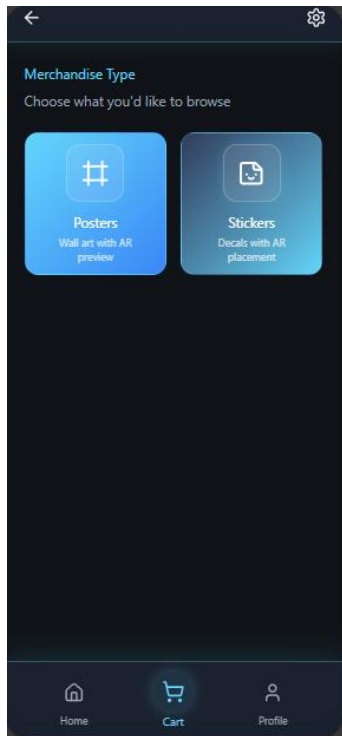 Merchandise Type
Choose what you'd like to browse
Posters
Wall art with AR
preview
Stickers
Decals with AR
placement
Home
Cart
Profile